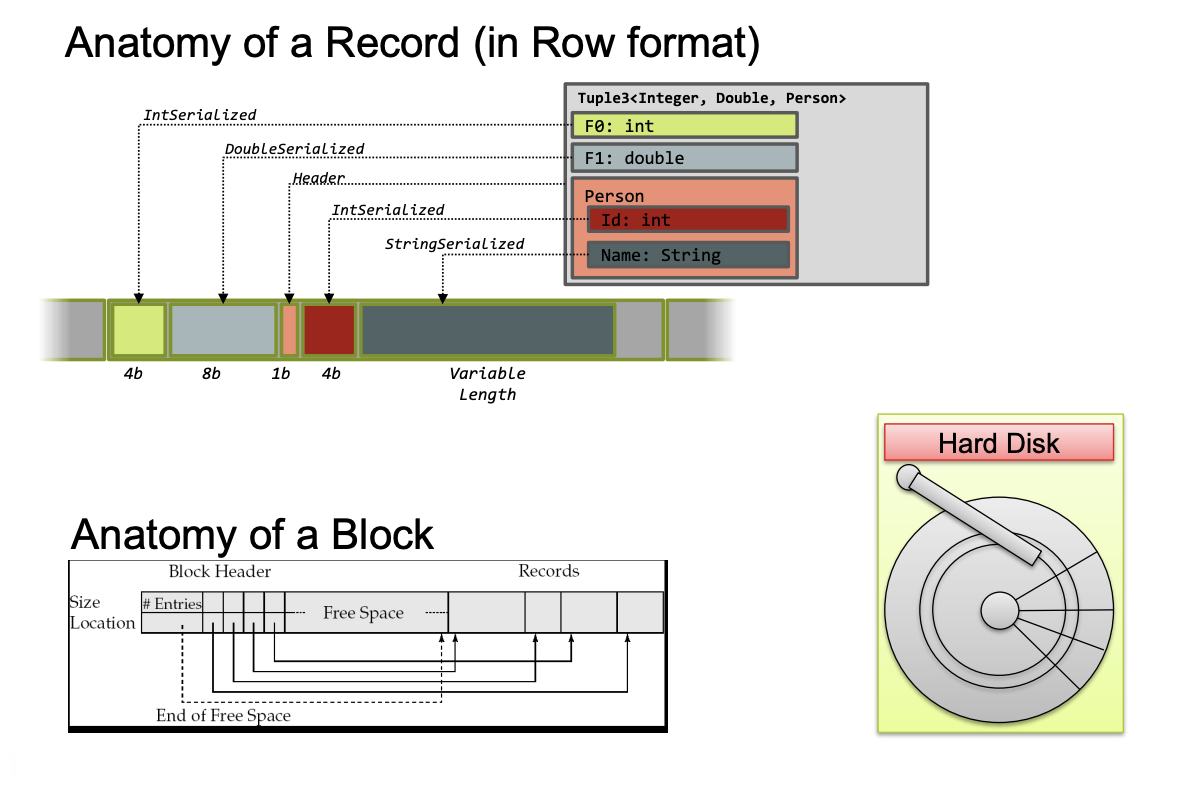 Anatomy of a Record (in Row format)
Tuple3<Integer, Double, Person>
IntSerialized
F0: int
DoubleSerialized
F1: double
Header
Person
IntSerialized
Id: int
StringSerialized
Name: String
4b 8b 1b 4b Variable
Length
Hard Disk
Anatomy of a Block
Block Header Records
Size # Entries Free Space
Location
End of Free Space